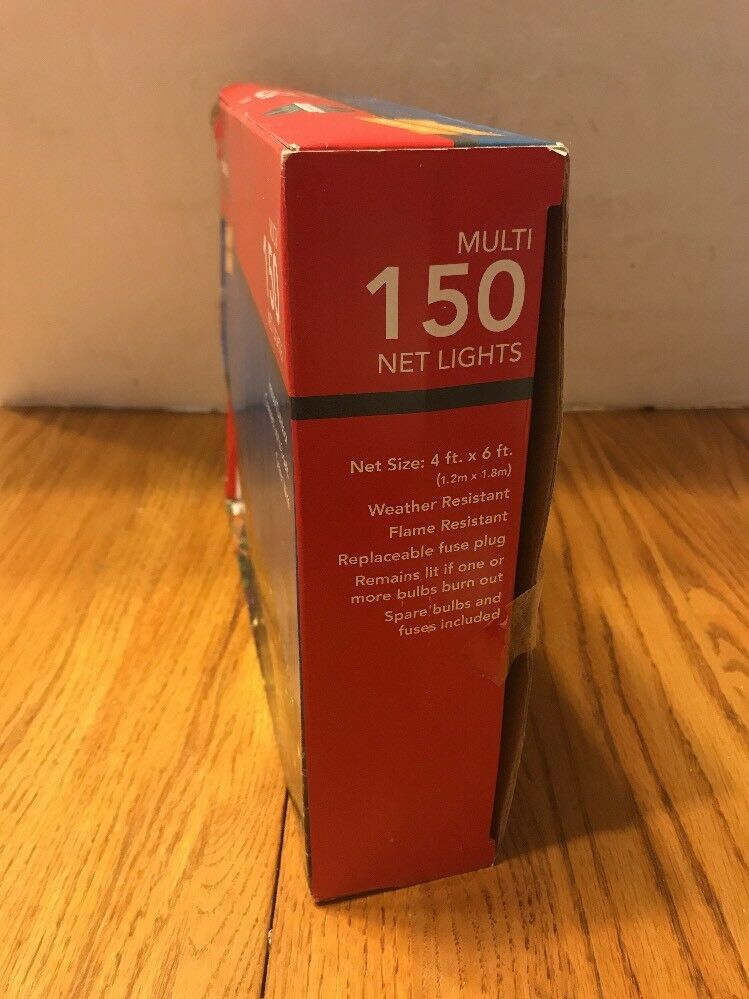 MULTI
150
NET LIGHTS
Net Size: 4 ft. x 6 ft.
(1.2m x 1.8m)
Weather Resistant
Flame Resistant
Replaceable fuse plug
Remains lit if one or
more bulbs burn out
Spare bulbs and
fuses included
150